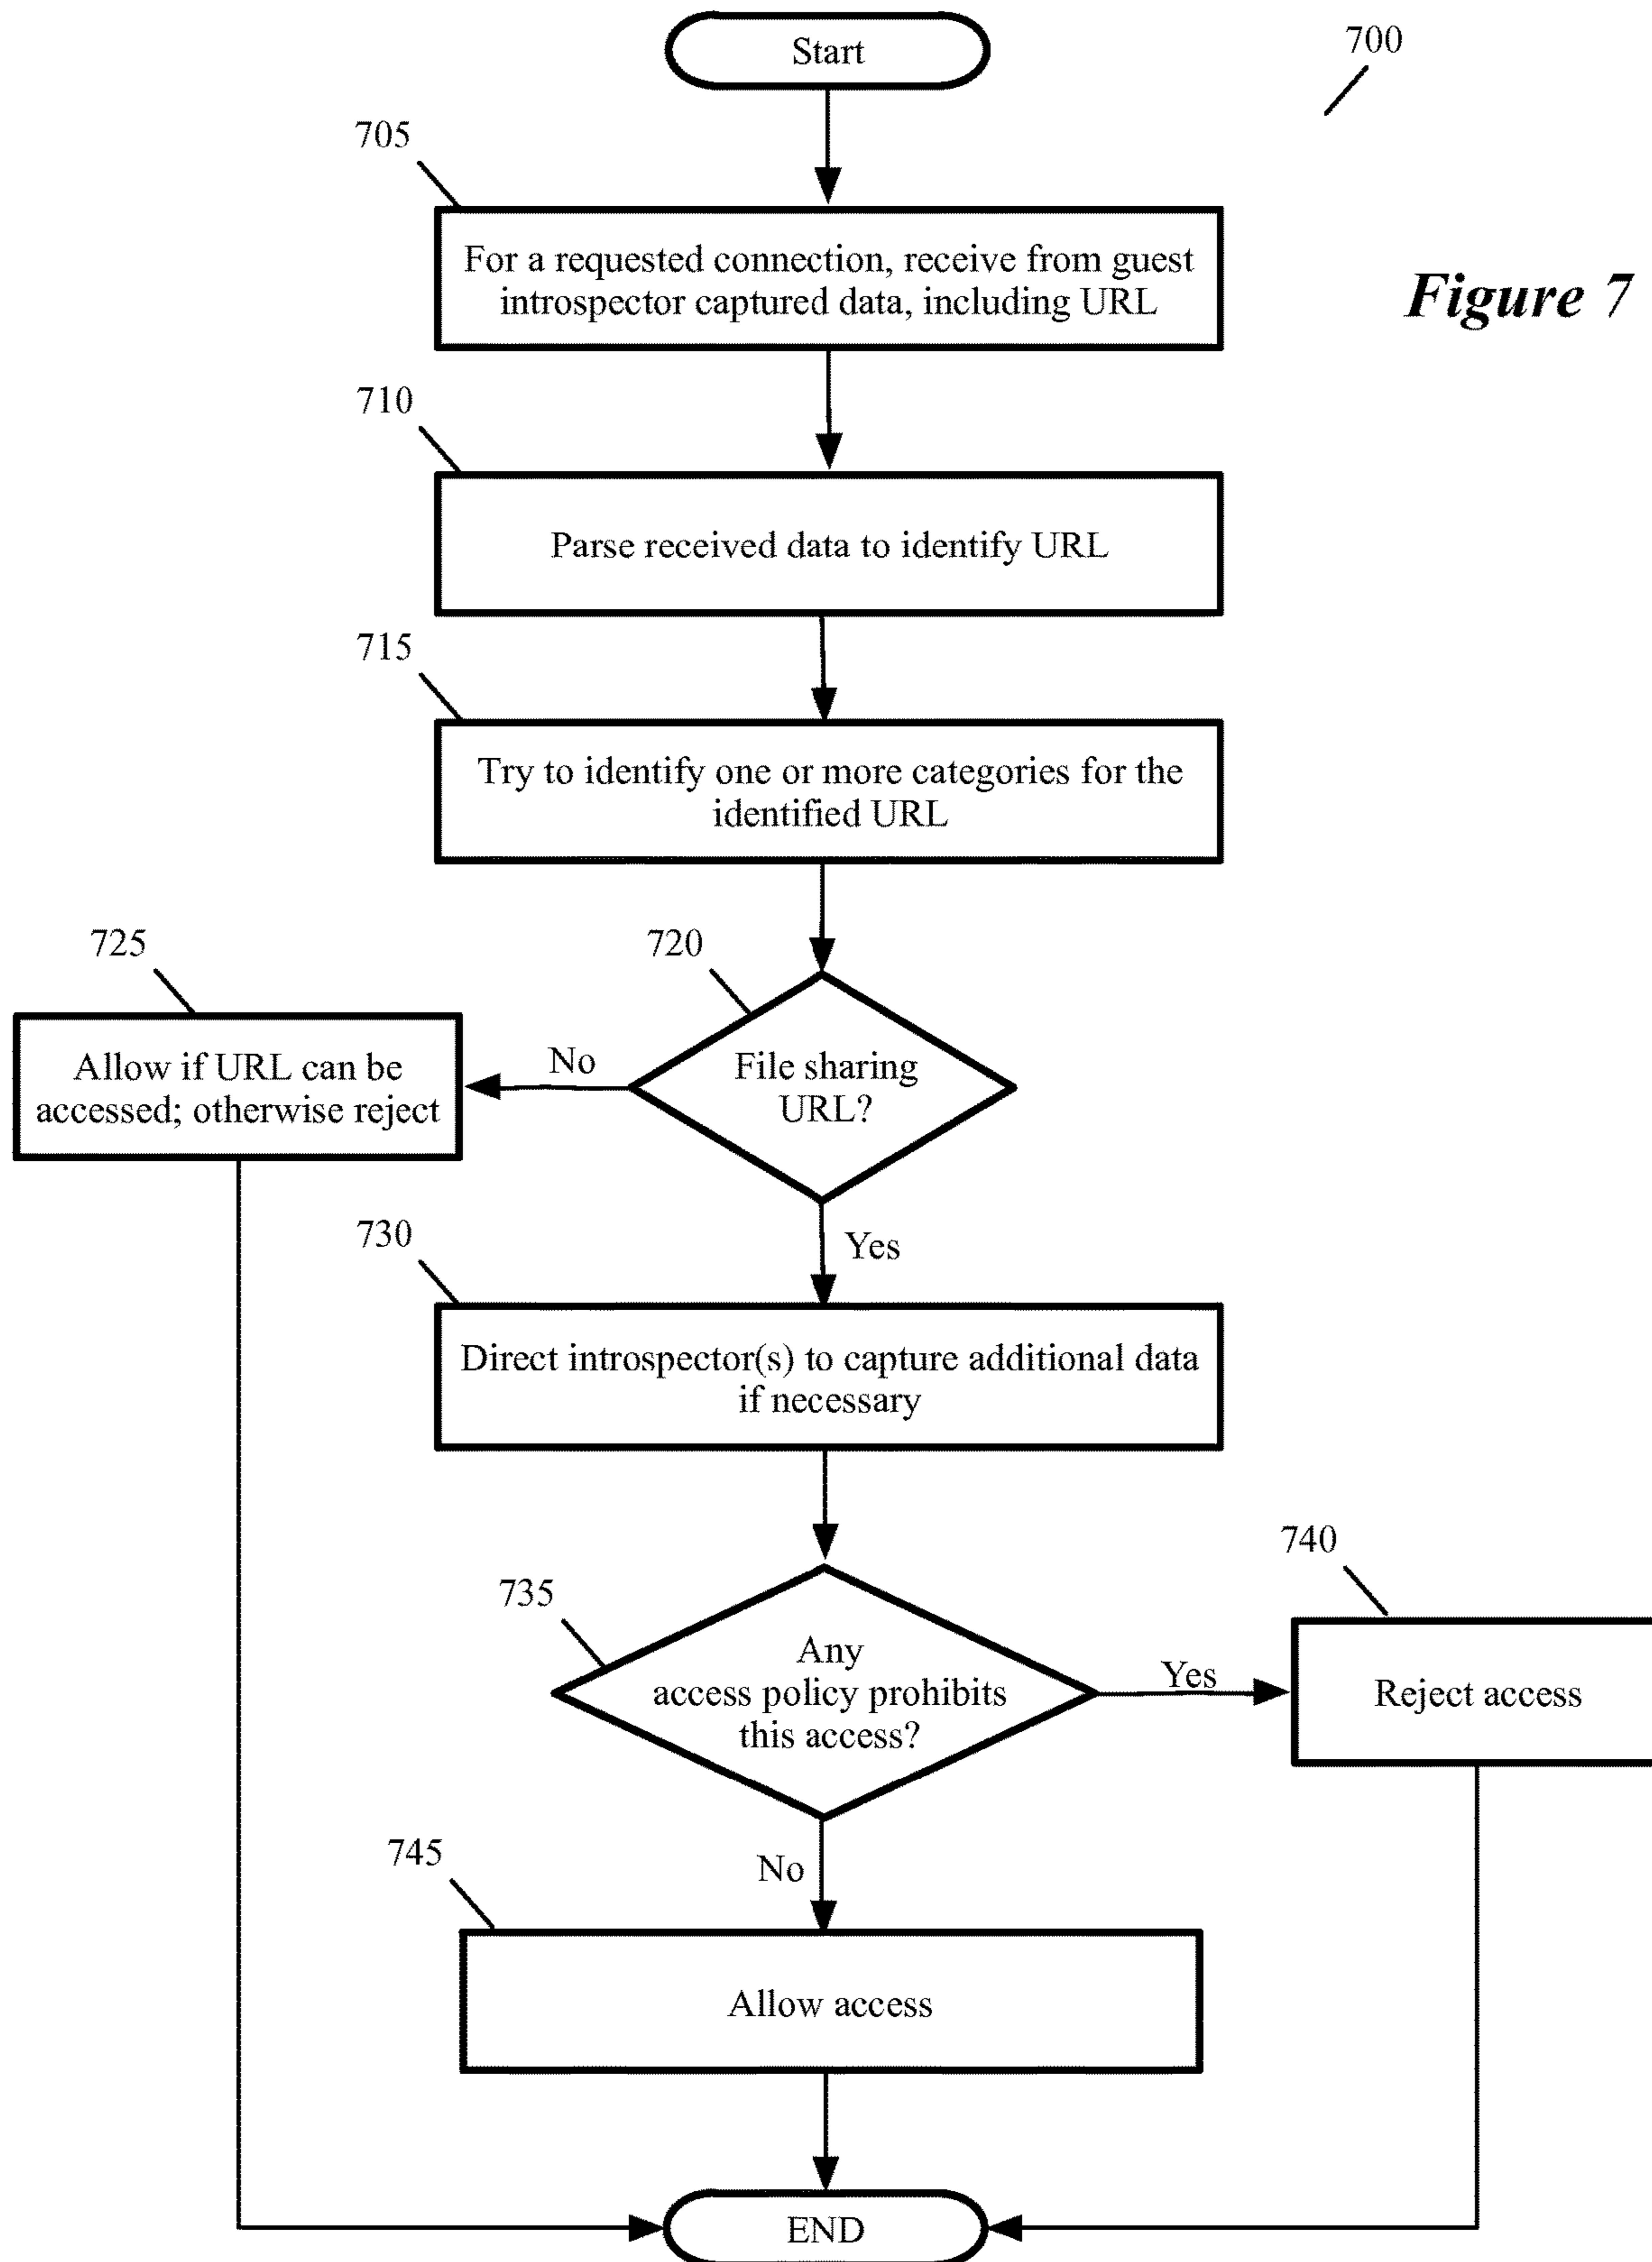 Start
700
705
For a requested connection, receive from guest
introspector captured data, including URL
Figure 7
710
Parse received data to identify URL
715
Try to identify one or more categories for the
identified URL
725
720
Allow if URL can be
accessed; otherwise reject
No
File sharing
URL?
Yes
730
Direct introspector(s) to capture additional data
if necessary
735
740
Any
access policy prohibits
this access?
Yes
Reject access
No
745
Allow access
END